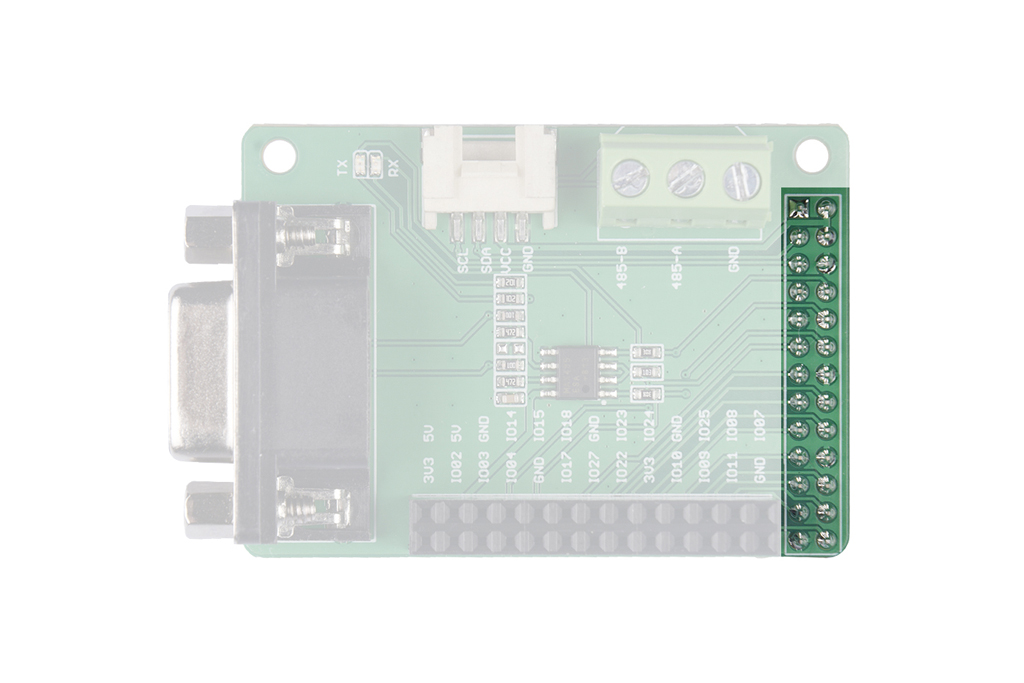 TX
RX
SCL
SDA
VCC
GND
485-B
485-A
GND
5V
5V
GND
IO14
IO15
IO18
GND
IO23
IO24
GND
IO25
IO08
IO07
3V3
IO02
IO03
IO04
GND
IO17
IO27
IO22
3V3
IO10
IO09
IO11
GND